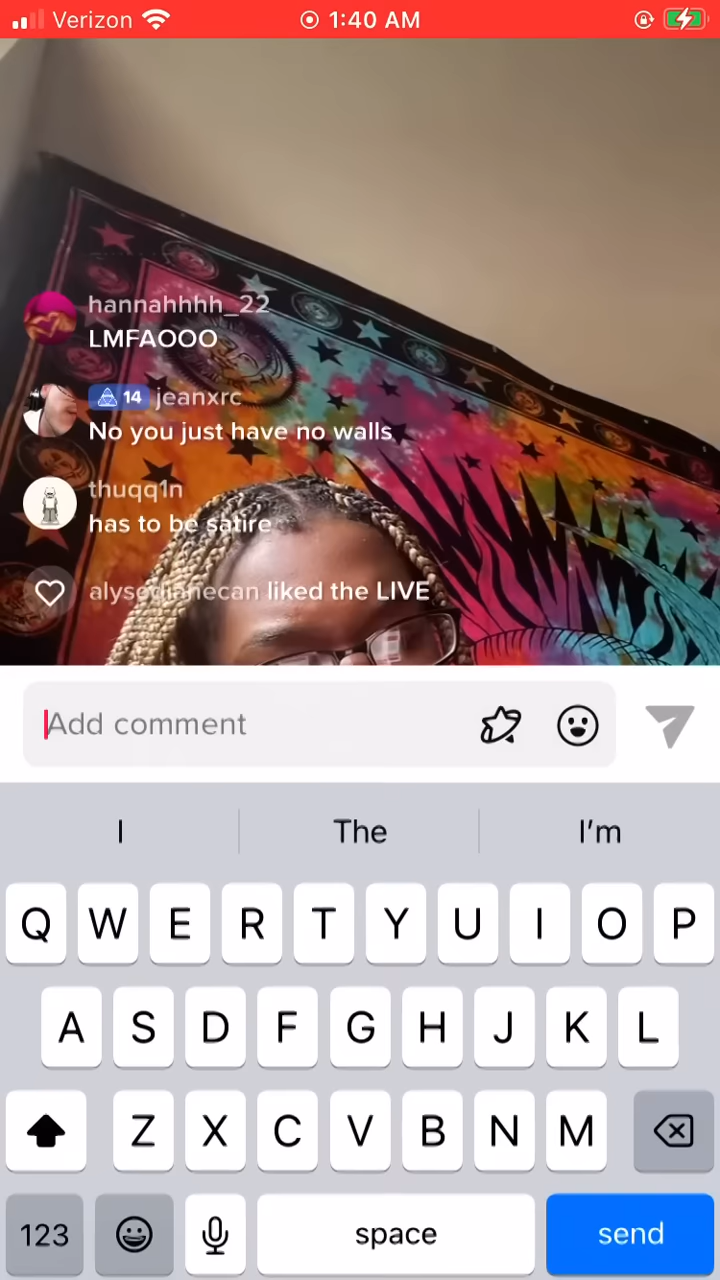 Verizon 1:40 AM
hannahhhh_22
LMFAOOO
14 jeanxrc
No you just have no walls
thuqq1n
has to be satire
liked the LIVE
Add comment
I The I'm
Q W E R T Y U I O P
A S D F G H J K L
Z X C V B N M
123 space send